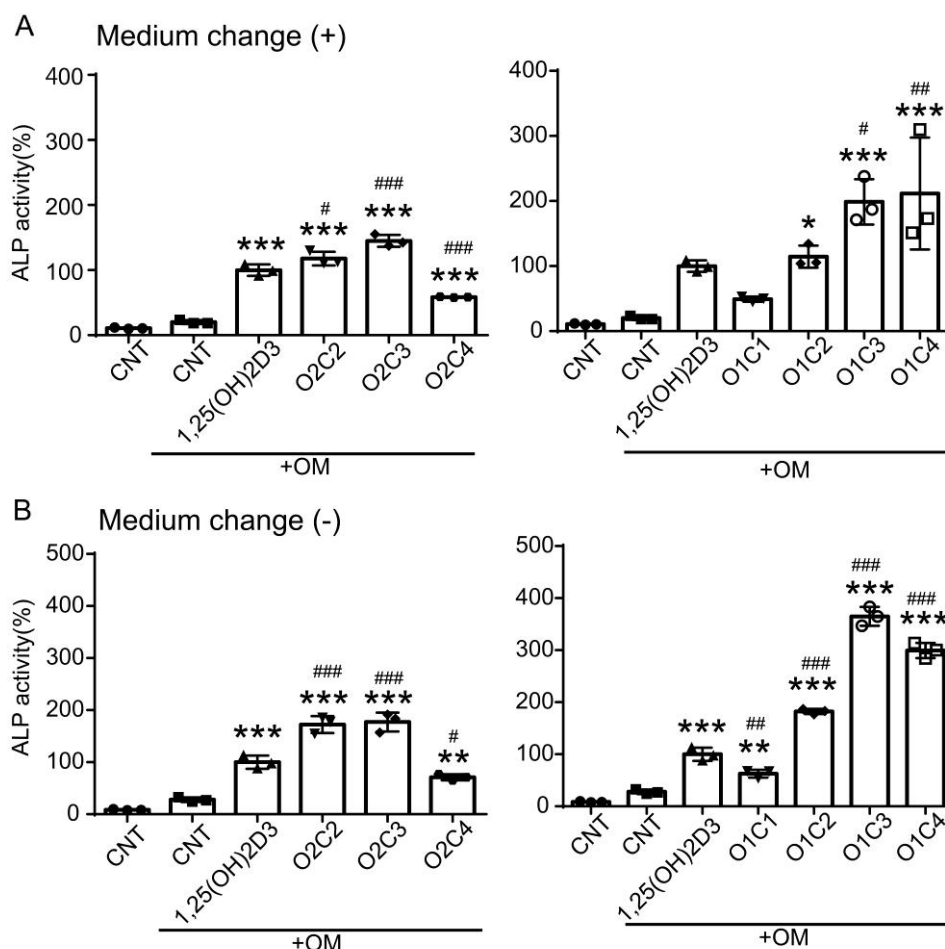 A
Medium change (+)
ALP activity(%)
400
300
200
100
0
***
#
***
###
***
###
***
CNT
CNT
1,25(OH)2D3
O2C2
O2C3
O2C4
+OM
400
300
200
100
0
*
#
***
##
***
CNT
CNT
1,25(OH)2D3
O1C1
O1C2
O1C3
O1C4
+OM
B
Medium change (-)
ALP activity(%)
500
400
300
200
100
0
***
###
***
###
***
#
**
CNT
CNT
1,25(OH)2D3
O2C2
O2C3
O2C4
+OM
500
400
300
200
100
0
***
##
**
###
***
###
***
###
***
CNT
CNT
1,25(OH)2D3
O1C1
O1C2
O1C3
O1C4
+OM